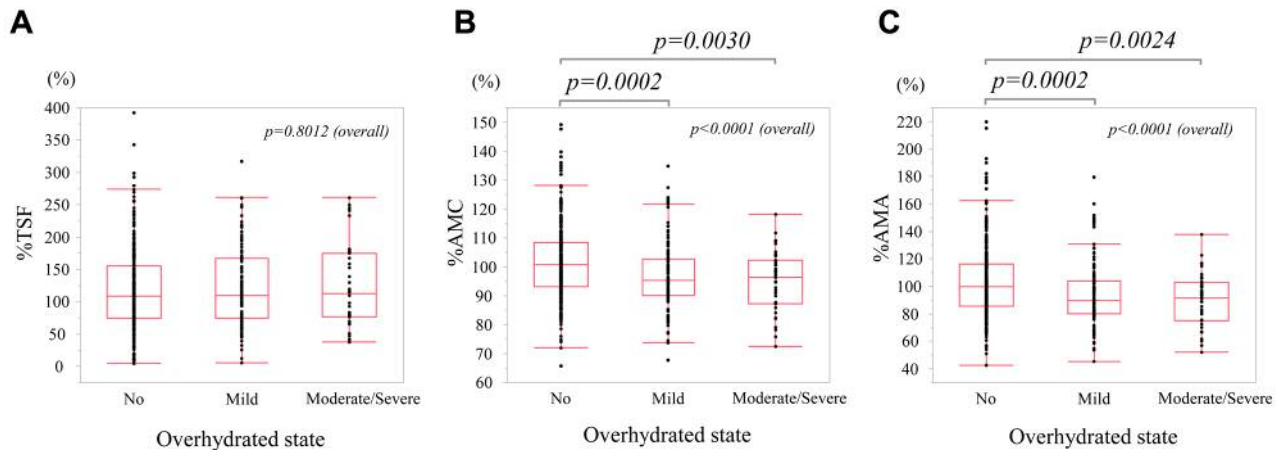 A
(%)
%TSF
400
350
300
250
200
150
100
50
0
p=0.8012 (overall)
No Mild Moderate/Severe
Overhydrated state
B
p=0.0030
p=0.0002
(%)
%AMC
150
140
130
120
110
100
90
80
70
60
p<0.0001 (overall)
No Mild Moderate/Severe
Overhydrated state
C
p=0.0024
p=0.0002
(%)
%AMA
220
200
180
160
140
120
100
80
60
40
p<0.0001 (overall)
No Mild Moderate/Severe
Overhydrated state